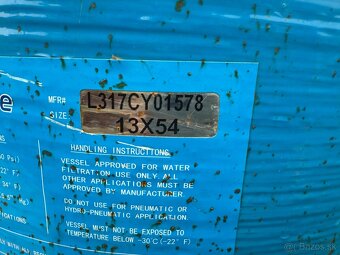 MFR# L317CY01578
SIZE: 13X54
HANDLING INSTRUCTIONS
VESSEL APPROVED FOR WATER
FILTRATION USE ONLY. ALL
OTHER APPLICATIONS MUST BE
APPROVED BY MANUFACTURER.
DO NOT USE FOR PNEUMATIC OR
HYDRO-PNEUMATIC APPLICATION.
VESSEL MUST NOT BE EXPOSED TO
TEMPERATURE BELOW -30°C(-22°F)
bazos.sk